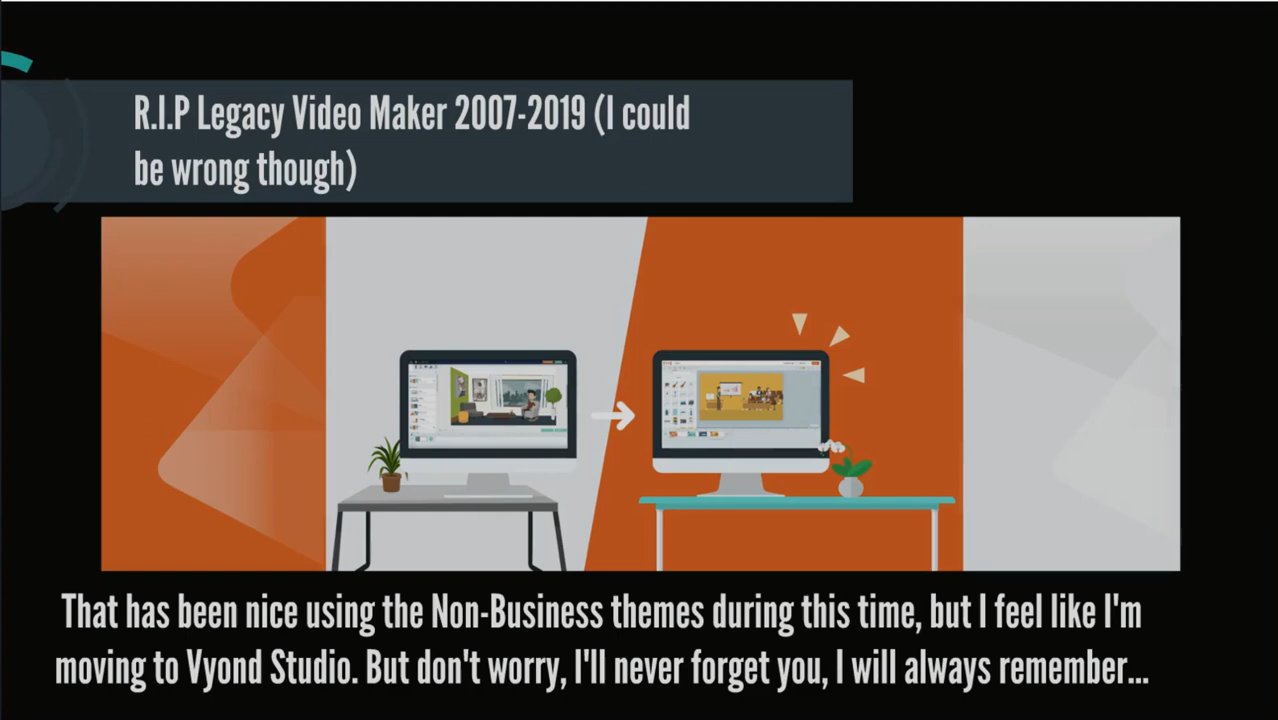 R.I.P Legacy Video Maker 2007-2019 (I could
be wrong though)
That has been nice using the Non-Business themes during this time, but I feel like I'm
moving to Vyond Studio. But don't worry, I'll never forget you, I will always remember...